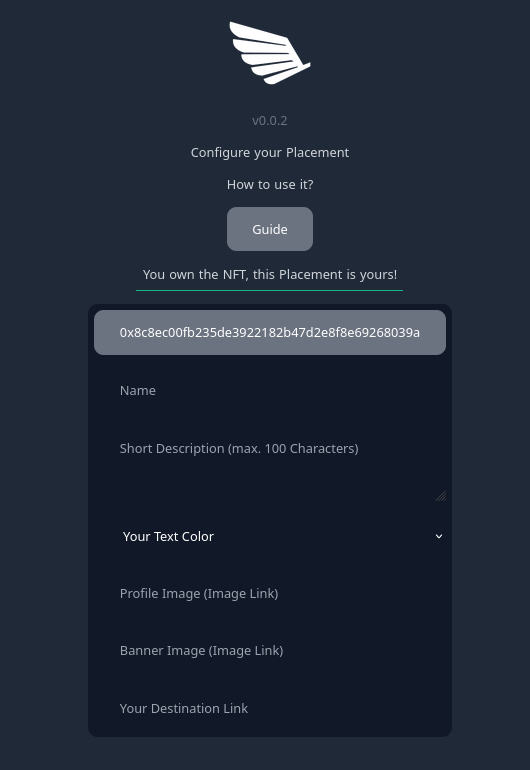 v0.0.2
Configure your Placement
How to use it?
Guide
You own the NFT, this Placement is yours!
0x8c8ec00fb235de3922182b47d2e8f8e69268039a
Name
Short Description (max. 100 Characters)
Your Text Color
Profile Image (Image Link)
Banner Image (Image Link)
Your Destination Link